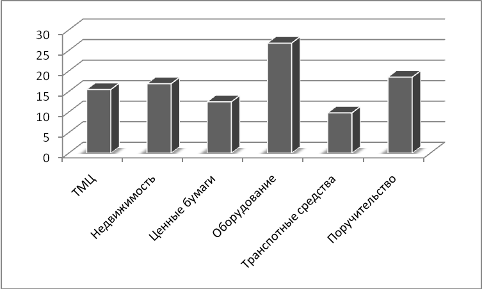 30
25
20
15
10
5
0
ТМЦ
Недвижимость
Ценные бумаги
Оборудование
Транспотные средства
Поручительство